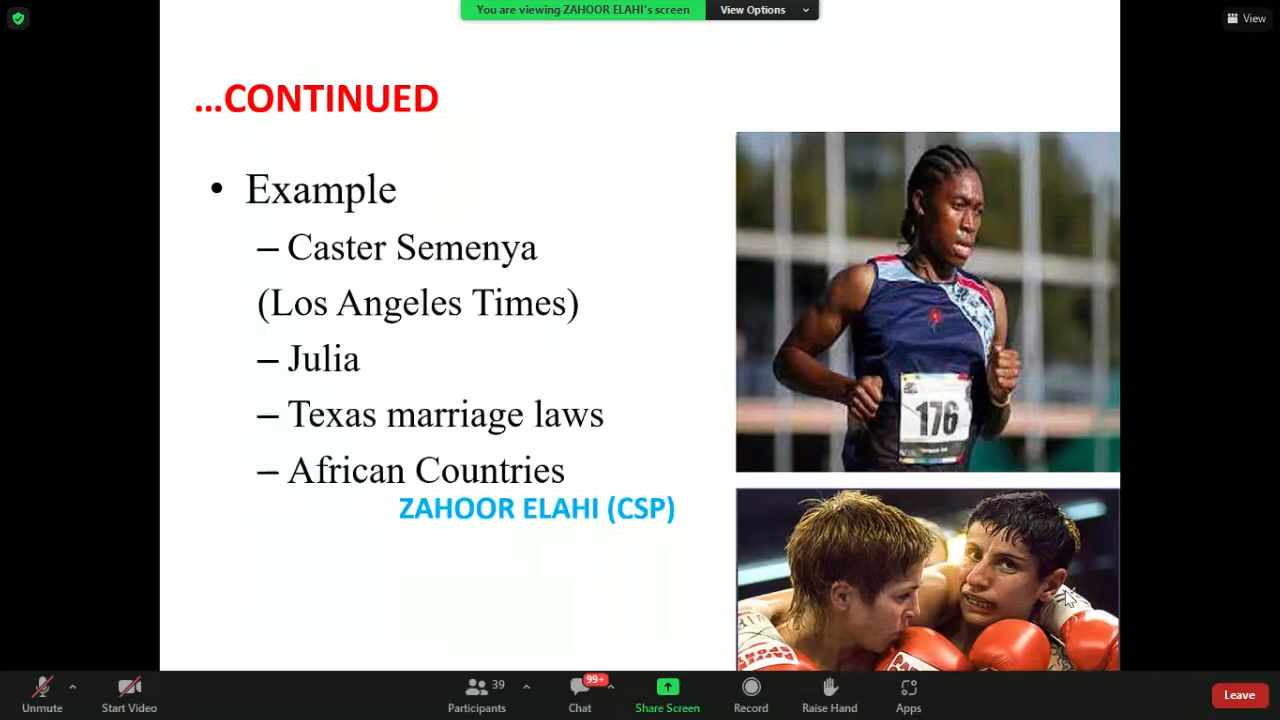 You are viewing ZAHOOR ELAHI's screen
View Options
View
...CONTINUED
• Example
– Caster Semenya
(Los Angeles Times)
– Julia
– Texas marriage laws
– African Countries
ZAHOOR ELAHI (CSP)
176
Unmute
Start Video
39
Participants
99+
Chat
Share Screen
Record
Raise Hand
Apps
Leave